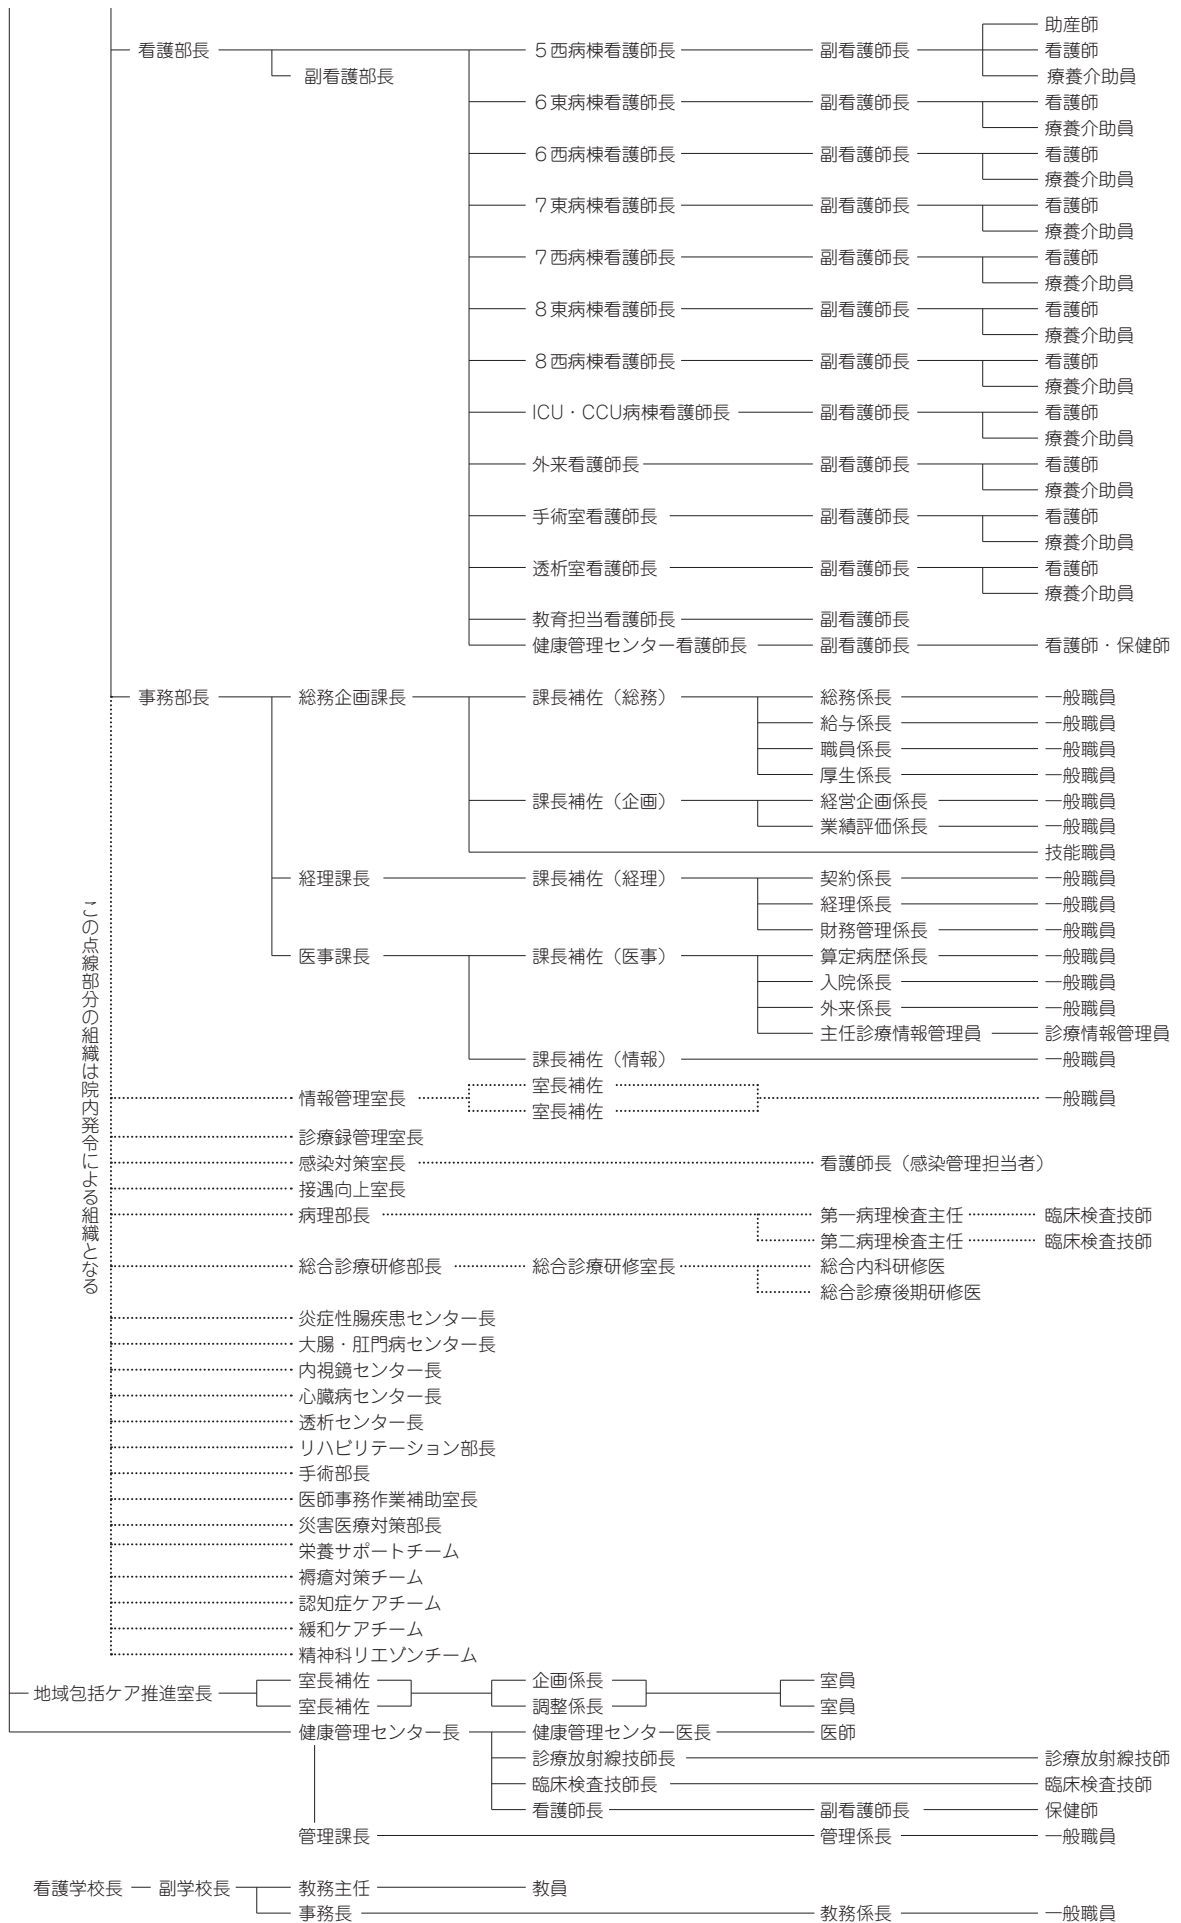 助産師
看護部長 5西病棟看護師長 副看護師長 看護師
副看護部長 療養介助員
6東病棟看護師長 副看護師長 看護師
療養介助員
6西病棟看護師長 副看護師長 看護師
療養介助員
7東病棟看護師長 副看護師長 看護師
療養介助員
7西病棟看護師長 副看護師長 看護師
療養介助員
8東病棟看護師長 副看護師長 看護師
療養介助員
8西病棟看護師長 副看護師長 看護師
療養介助員
ICU・CCU病棟看護師長 副看護師長 看護師
療養介助員
外来看護師長 副看護師長 看護師
療養介助員
手術室看護師長 副看護師長 看護師
療養介助員
透析室看護師長 副看護師長 看護師
療養介助員
教育担当看護師長 副看護師長
健康管理センター看護師長 副看護師長 看護師・保健師
事務部長 総務企画課長 課長補佐（総務） 総務係長 一般職員
給与係長 一般職員
職員係長 一般職員
厚生係長 一般職員
課長補佐（企画） 経営企画係長 一般職員
業績評価係長 一般職員
技能職員
経理課長 課長補佐（経理） 契約係長 一般職員
経理係長 一般職員
財務管理係長 一般職員
医事課長 課長補佐（医事） 算定病歴係長 一般職員
入院係長 一般職員
外来係長 一般職員
主任診療情報管理員 診療情報管理員
課長補佐（情報） 一般職員
この点線部分の組織は院内発令による組織となる
室長補佐
情報管理室長 一般職員
室長補佐
診療録管理室長
感染対策室長 看護師長（感染管理担当者）
接遇向上室長
病理部長 第一病理検査主任 臨床検査技師
第二病理検査主任 臨床検査技師
総合診療研修部長 総合診療研修室長 総合内科研修医
総合診療後期研修医
炎症性腸疾患センター長
大腸・肛門病センター長
内視鏡センター長
心臓病センター長
透析センター長
リハビリテーション部長
手術部長
医師事務作業補助室長
災害医療対策部長
栄養サポートチーム
褥瘡対策チーム
認知症ケアチーム
緩和ケアチーム
精神科リエゾンチーム
室長補佐 企画係長 室員
地域包括ケア推進室長
室長補佐 調整係長 室員
健康管理センター長 健康管理センター医長 医師
診療放射線技師長 診療放射線技師
臨床検査技師長 臨床検査技師
看護師長 副看護師長 保健師
管理課長 管理係長 一般職員
看護学校長 副学校長 教務主任 教員
事務長 教務係長 一般職員